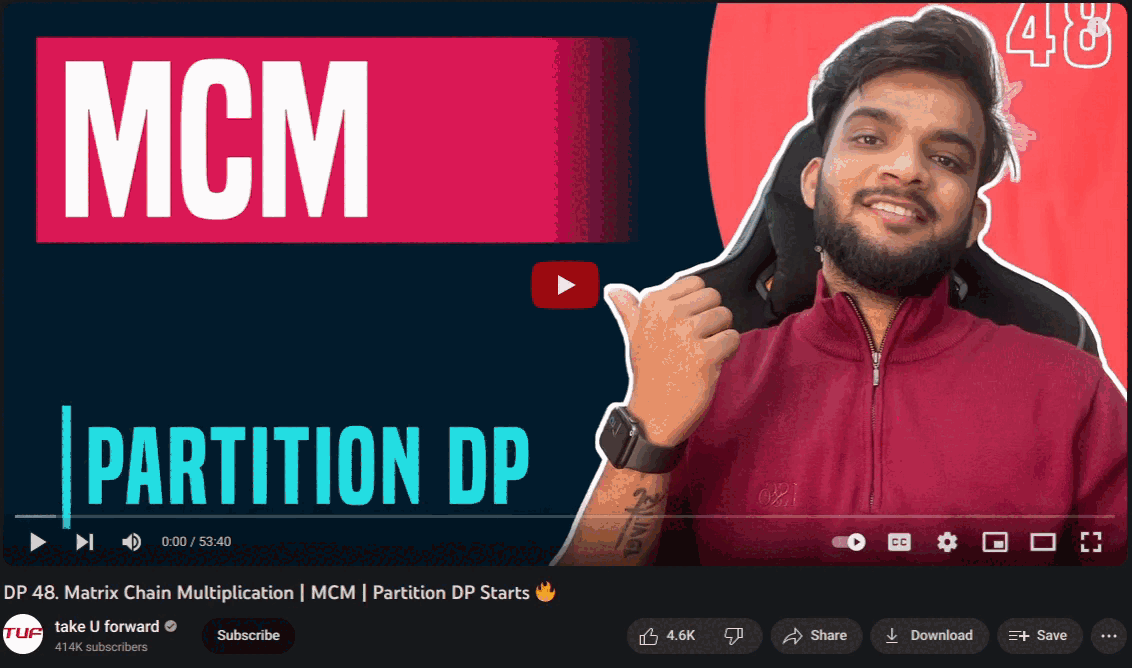 48
MCM
PARTITION DP
0:00 / 53:40
CC
DP 48. Matrix Chain Multiplication | MCM | Partition DP Starts 🔥
TUF
take U forward
414K subscribers
Subscribe
4.6K
Share
Download
Save